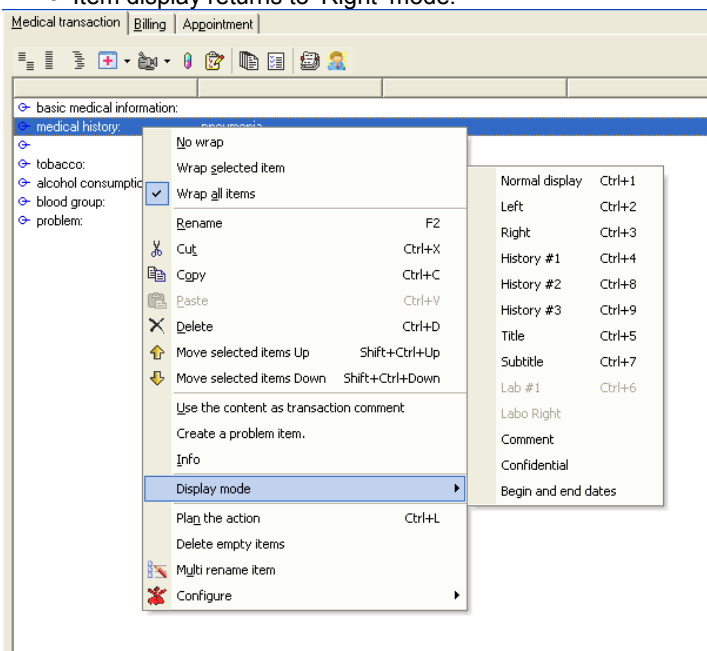 • Item display returns to 'Right' mode.
Medical transaction Billing Appointment
basic medical information:
medical history: pneumonia
tobacco:
alcohol consumptio
blood group:
problem:
No wrap
Wrap selected item
Wrap all items
Rename F2
Cut Ctrl+X
Copy Ctrl+C
Paste Ctrl+V
Delete Ctrl+D
Move selected items Up Shift+Ctrl+Up
Move selected items Down Shift+Ctrl+Down
Use the content as transaction comment
Create a problem item.
Info
Display mode
Plan the action Ctrl+L
Delete empty items
Multi rename item
Configure
Normal display Ctrl+1
Left Ctrl+2
Right Ctrl+3
History #1 Ctrl+4
History #2 Ctrl+8
History #3 Ctrl+9
Title Ctrl+5
Subtitle Ctrl+7
Lab #1 Ctrl+6
Labo Right
Comment
Confidential
Begin and end dates